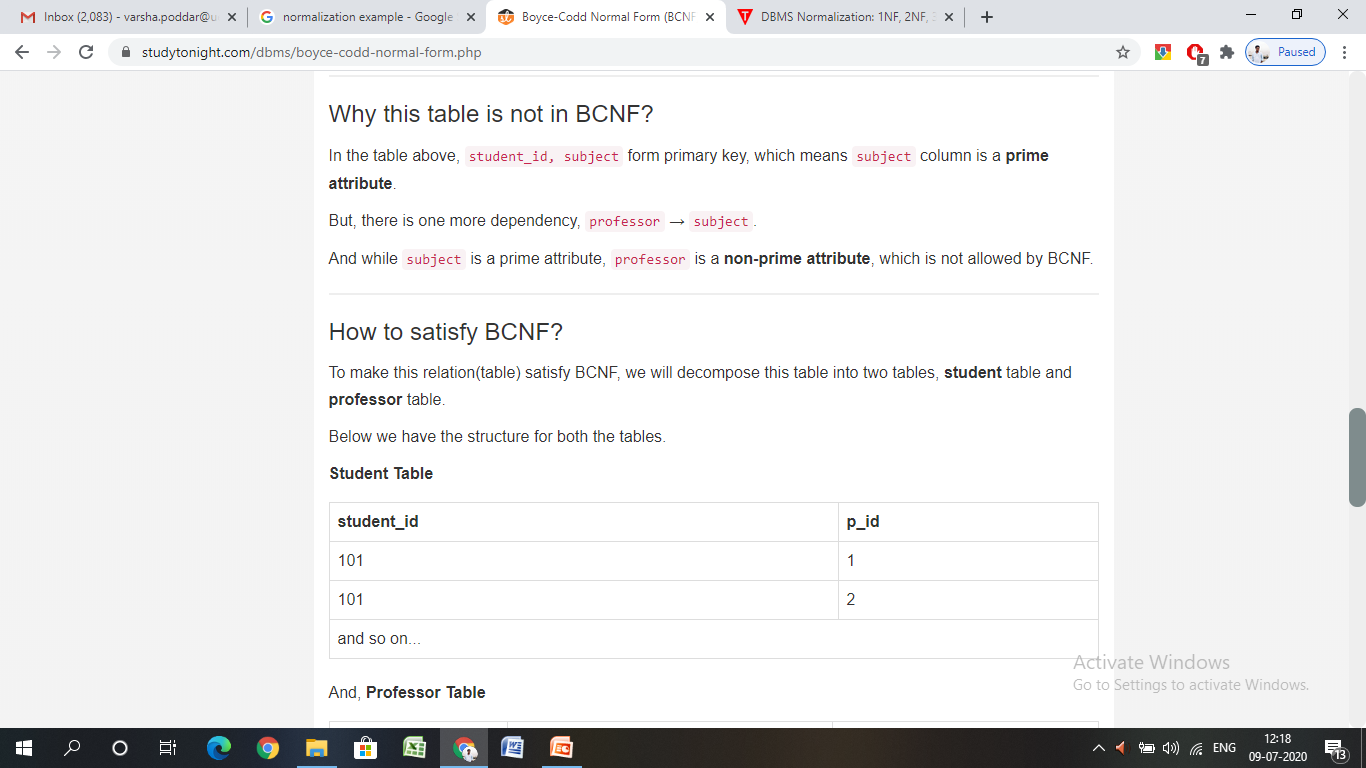 Inbox (2,083) - varsha.poddar@u
normalization example - Google
Boyce-Codd Normal Form (BCNF
DBMS Normalization: 1NF, 2NF,
studytonight.com/dbms/boyce-codd-normal-form.php
7
Paused
Why this table is not in BCNF?
In the table above, student_id, subject form primary key, which means subject column is a prime
attribute.
But, there is one more dependency, professor → subject.
And while subject is a prime attribute, professor is a non-prime attribute, which is not allowed by BCNF.
How to satisfy BCNF?
To make this relation(table) satisfy BCNF, we will decompose this table into two tables, student table and
professor table.
Below we have the structure for both the tables.
Student Table
student_id p_id
101 1
101 2
and so on...
And, Professor Table
Activate Windows
Go to Settings to activate Windows.
ENG
12:18
09-07-2020
13